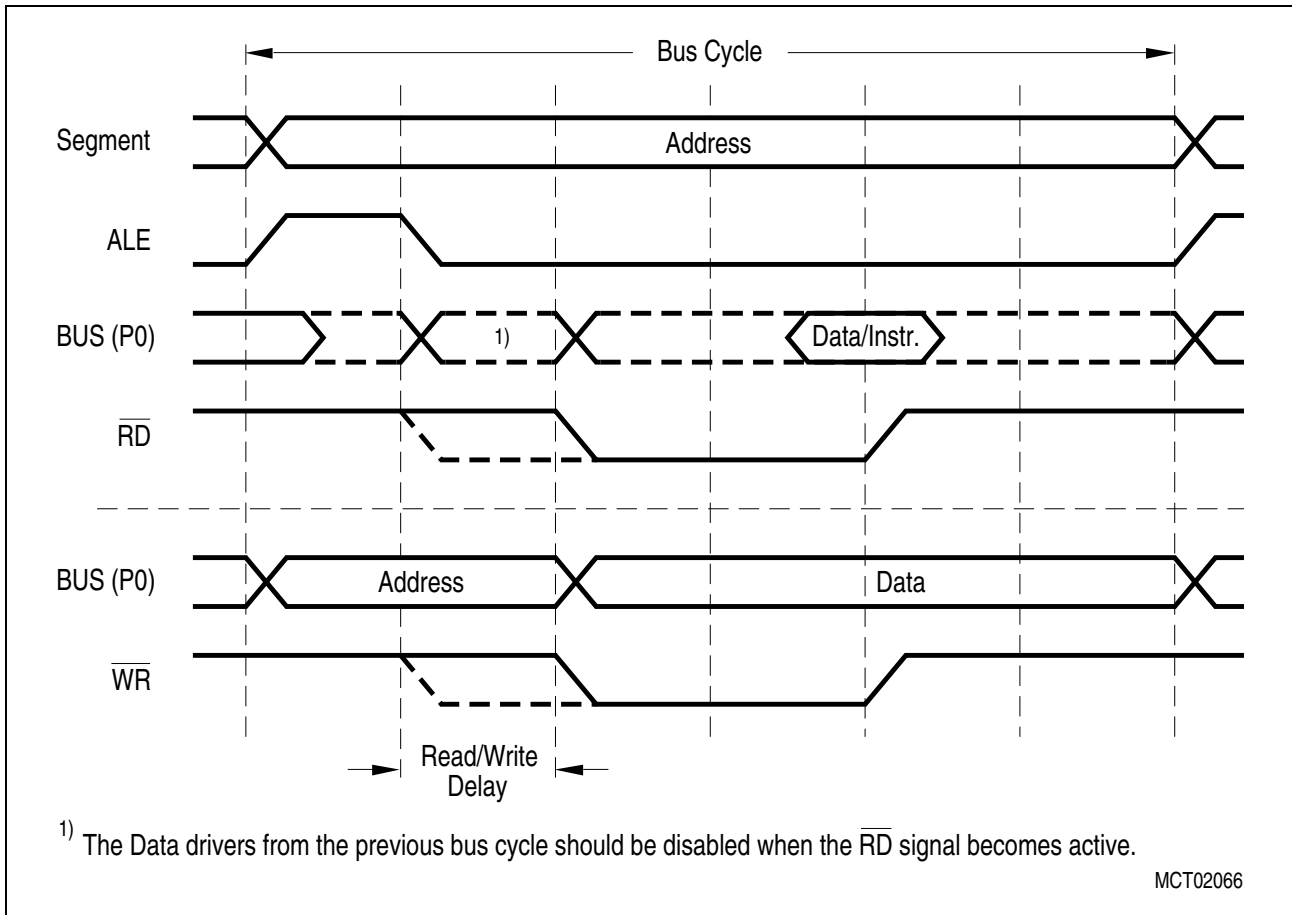 Bus Cycle
Segment
Address
ALE
BUS (P0)
1)
Data/Instr.
RD
BUS (P0)
Address
Data
WR
Read/Write
Delay
1) The Data drivers from the previous bus cycle should be disabled when the RD signal becomes active.
MCT02066